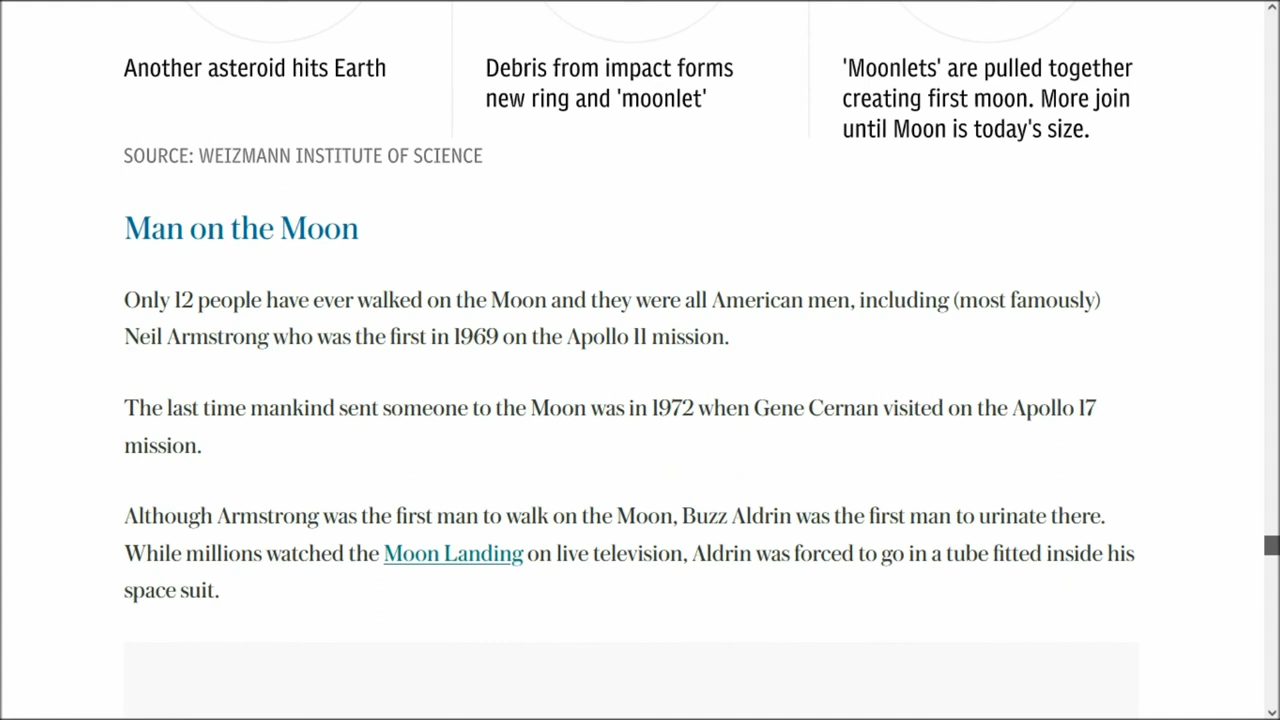 Another asteroid hits Earth
Debris from impact forms
new ring and 'moonlet'
'Moonlets' are pulled together
creating first moon. More join
until Moon is today's size.
SOURCE: WEIZMANN INSTITUTE OF SCIENCE
Man on the Moon
Only 12 people have ever walked on the Moon and they were all American men, including (most famously)
Neil Armstrong who was the first in 1969 on the Apollo 11 mission.
The last time mankind sent someone to the Moon was in 1972 when Gene Cernan visited on the Apollo 17
mission.
Although Armstrong was the first man to walk on the Moon, Buzz Aldrin was the first man to urinate there.
While millions watched the Moon Landing on live television, Aldrin was forced to go in a tube fitted inside his
space suit.